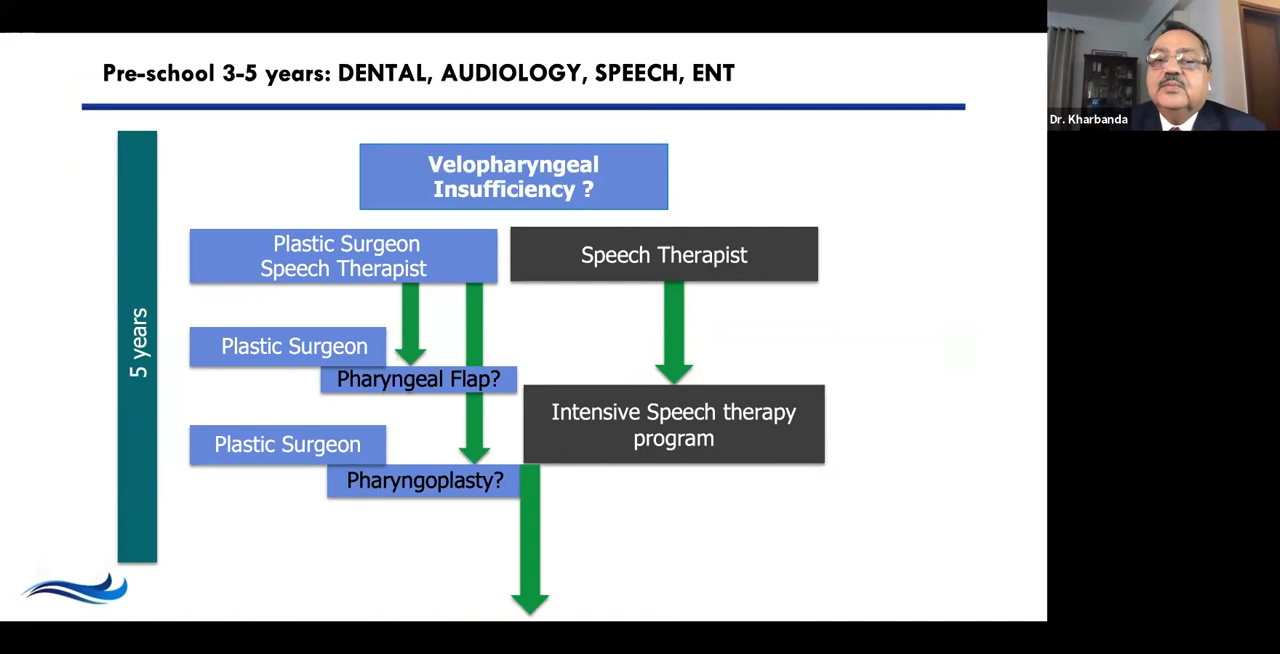 Pre-school 3-5 years: DENTAL, AUDIOLOGY, SPEECH, ENT
Dr. Kharbanda
5 years
Velopharyngeal
Insufficiency ?
Plastic Surgeon
Speech Therapist
Speech Therapist
Plastic Surgeon
Pharyngeal Flap?
Intensive Speech therapy
program
Plastic Surgeon
Pharyngoplasty?